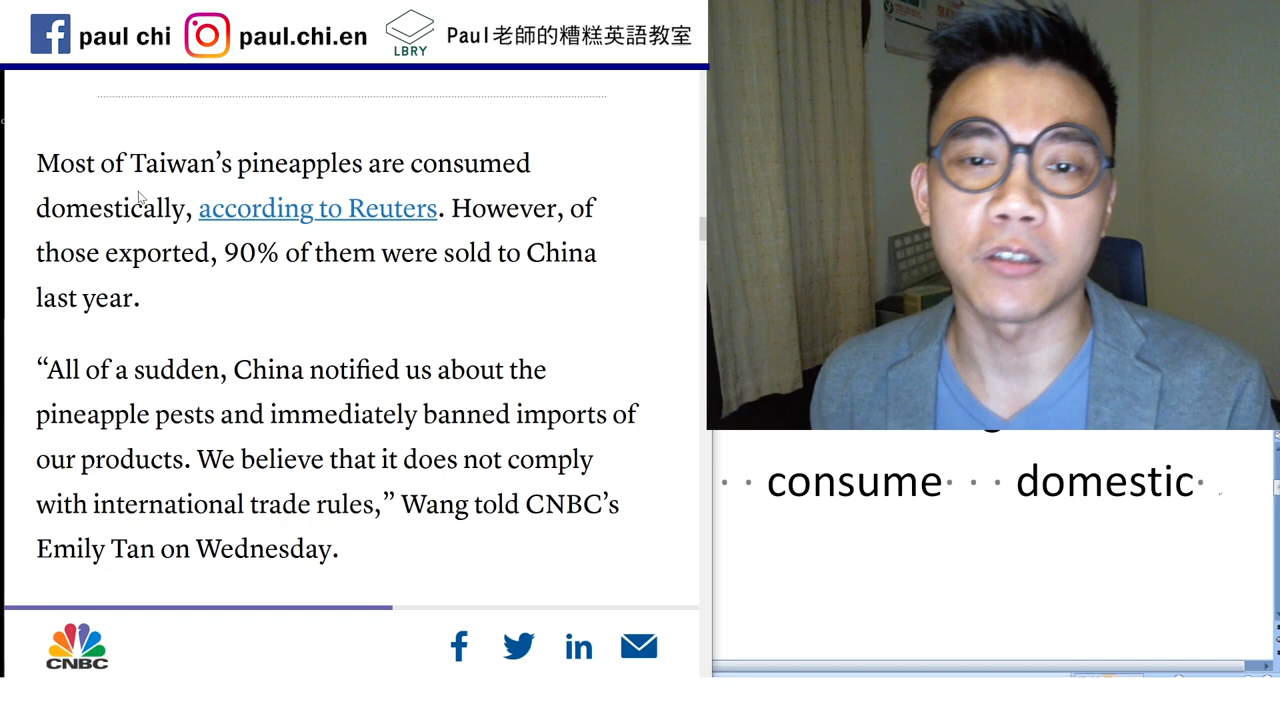 paul chi paul.chi.en LBRY Paul老師的糟糕英語教室
Most of Taiwan’s pineapples are consumed
domestically, according to Reuters. However, of
those exported, 90% of them were sold to China
last year.
“All of a sudden, China notified us about the
pineapple pests and immediately banned imports of
our products. We believe that it does not comply
with international trade rules,” Wang told CNBC’s
Emily Tan on Wednesday.
CNBC
consume domestic